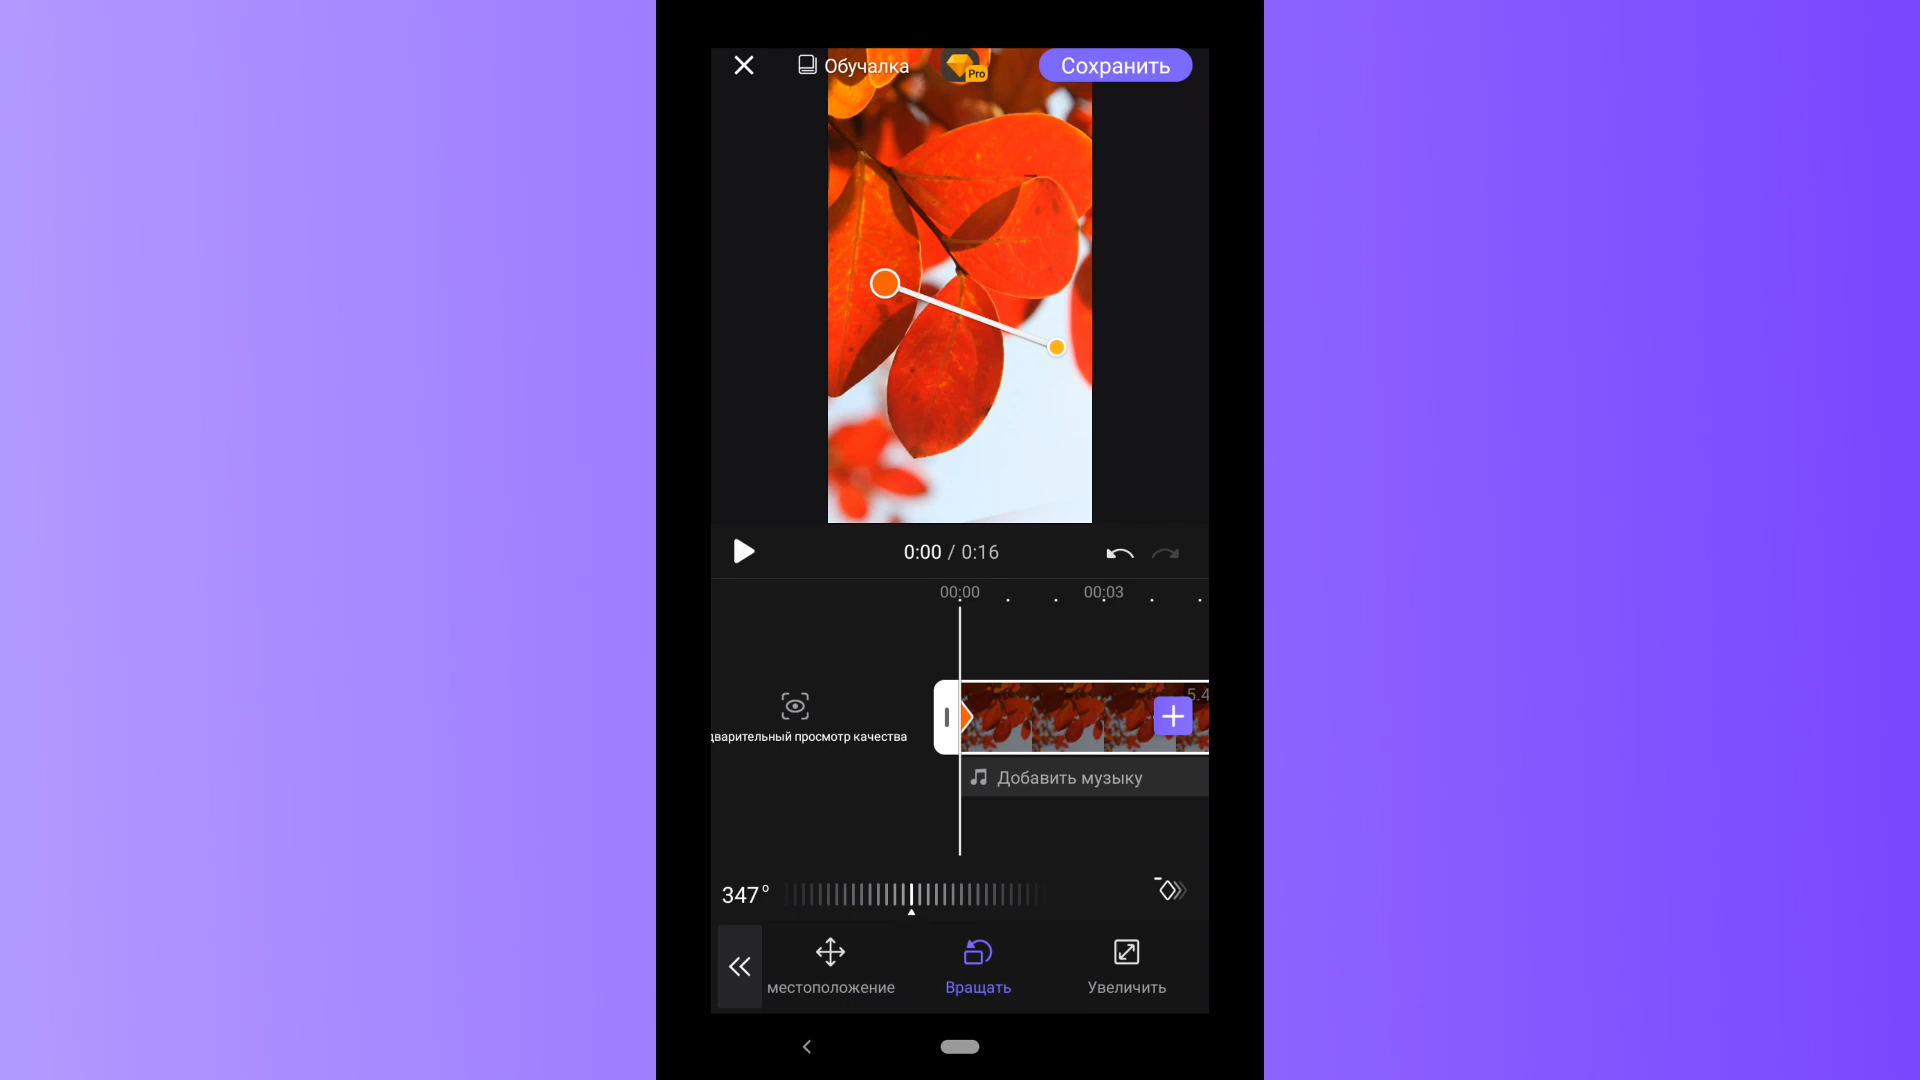 Обучалка
Pro
Сохранить
0:00 / 0:16
00:00
00:03
5.4
дварительный просмотр качества
Добавить музыку
347°
местоположение
Вращать
Увеличить